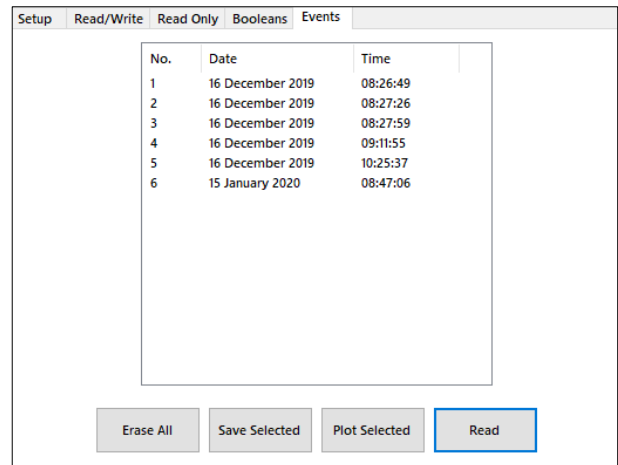 Setup Read/Write Read Only Booleans Events
No. Date Time
1 16 December 2019 08:26:49
2 16 December 2019 08:27:26
3 16 December 2019 08:27:59
4 16 December 2019 09:11:55
5 16 December 2019 10:25:37
6 15 January 2020 08:47:06
Erase All Save Selected Plot Selected Read